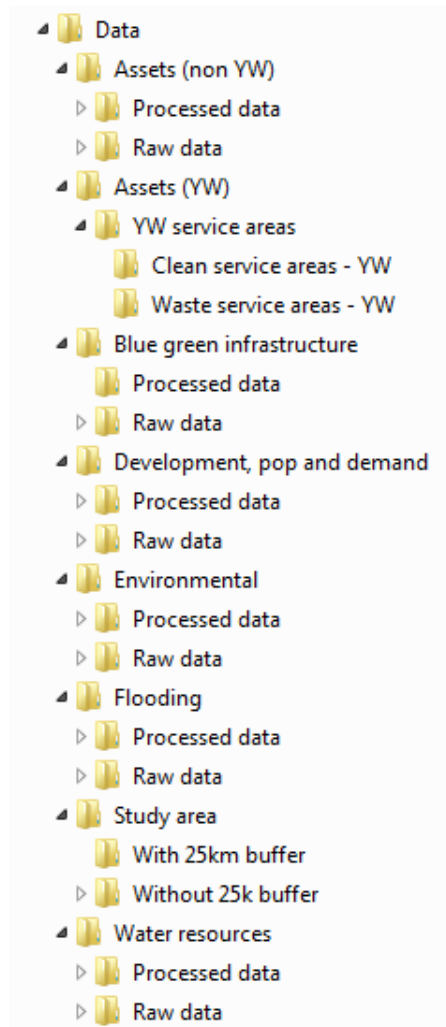 Data
Assets (non YW)
Processed data
Raw data
Assets (YW)
YW service areas
Clean service areas - YW
Waste service areas - YW
Blue green infrastructure
Processed data
Raw data
Development, pop and demand
Processed data
Raw data
Environmental
Processed data
Raw data
Flooding
Processed data
Raw data
Study area
With 25km buffer
Without 25k buffer
Water resources
Processed data
Raw data